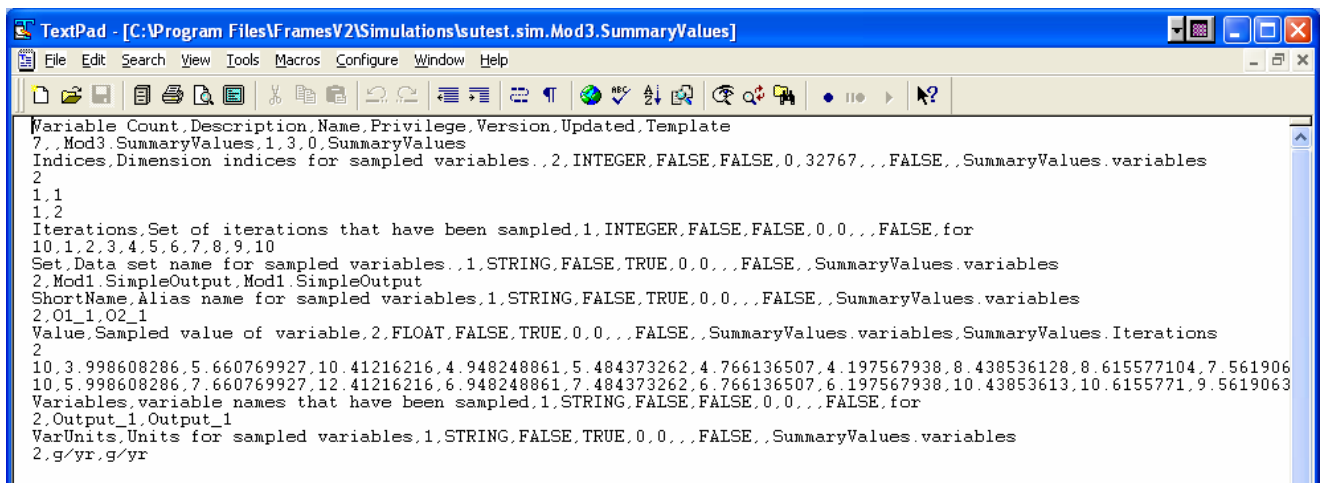 TextPad - [C:\Program Files\FramesV2\Simulations\sutest.sim.Mod3.SummaryValues]
File Edit Search View Tools Macros Configure Window Help
Variable Count,Description,Name,Privilege,Version,Updated,Template
7,,Mod3.SummaryValues,1,3,0,SummaryValues
Indices,Dimension indices for sampled variables.,2,INTEGER,FALSE,FALSE,0,32767,,,FALSE,,SummaryValues.variables
2
1,1
1,2
Iterations,Set of iterations that have been sampled,1,INTEGER,FALSE,FALSE,0,0,,,FALSE,for
10,1,2,3,4,5,6,7,8,9,10
Set,Data set name for sampled variables.,1,STRING,FALSE,TRUE,0,0,,,FALSE,,SummaryValues.variables
2,Mod1.SimpleOutput,Mod1.SimpleOutput
ShortName,Alias name for sampled variables,1,STRING,FALSE,TRUE,0,0,,,FALSE,,SummaryValues.variables
2,O1_1,O2_1
Value,Sampled value of variable,2,FLOAT,FALSE,TRUE,0,0,,,FALSE,,SummaryValues.variables,SummaryValues.Iterations
2
10,3.998608286,5.660769927,10.41216216,4.948248861,5.484373262,4.766136507,4.197567938,8.438536128,8.615577104,7.561906
10,5.998608286,7.660769927,12.41216216,6.948248861,7.484373262,6.766136507,6.197567938,10.43853613,10.6155771,9.5619063
Variables,variable names that have been sampled,1,STRING,FALSE,FALSE,0,0,,,FALSE,for
2,Output_1,Output_1
VarUnits,Units for sampled variables,1,STRING,FALSE,TRUE,0,0,,,FALSE,,SummaryValues.variables
2,g/yr,g/yr